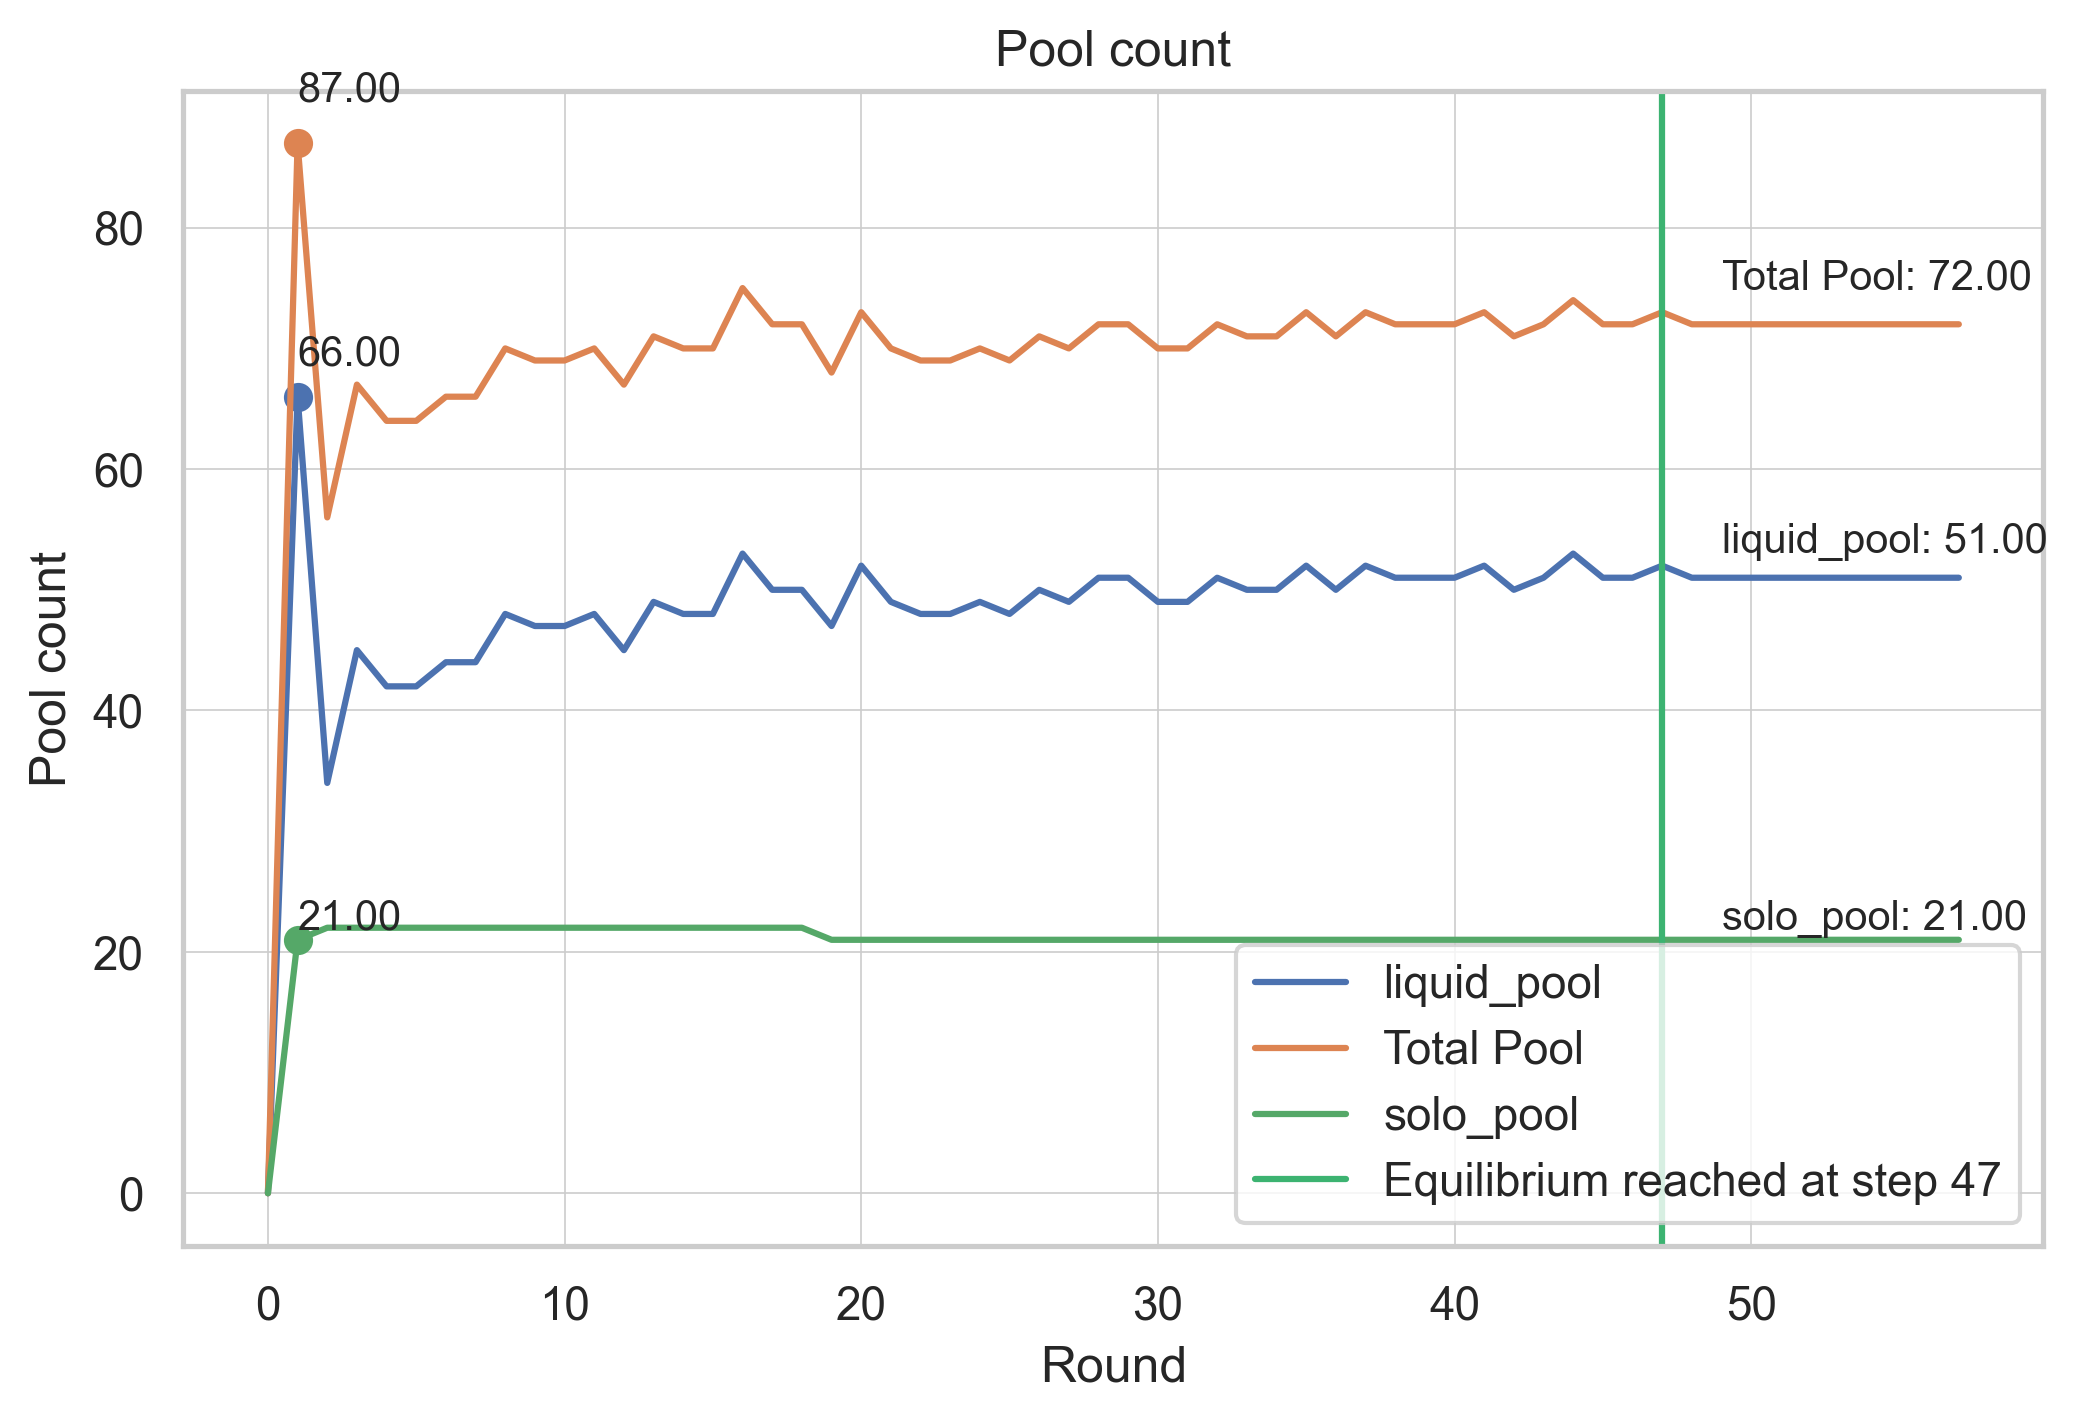 Pool count
87.00
66.00
21.00
Total Pool: 72.00
liquid_pool: 51.00
solo_pool: 21.00
Pool count
80
60
40
20
0
liquid_pool
Total Pool
solo_pool
Equilibrium reached at step 47
0
10
20
30
40
50
Round